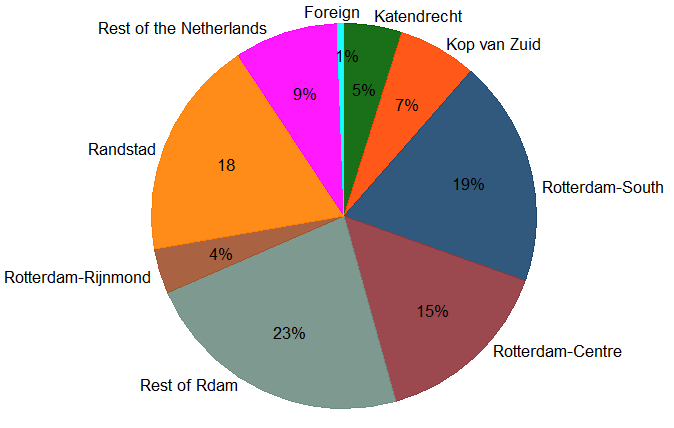 Foreign
Katendrecht
Rest of the Netherlands
Kop van Zuid
1%
5%
9%
7%
Randstad
18
19%
Rotterdam-South
4%
Rotterdam-Rijnmond
15%
23%
Rotterdam-Centre
Rest of Rdam